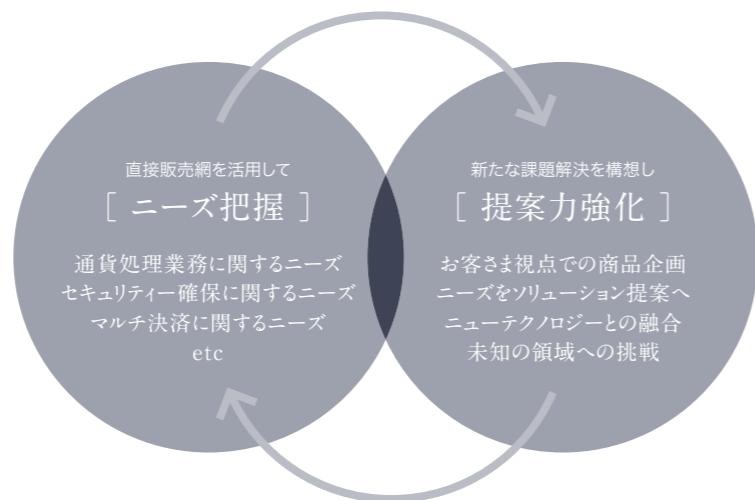 直接販売網を活用して
[ ニーズ把握 ]
通貨処理業務に関するニーズ
セキュリティー確保に関するニーズ
マルチ決済に関するニーズ
etc
新たな課題解決を構想し
[ 提案力強化 ]
お客さま視点での商品企画
ニーズをソリューション提案へ
ニューテクノロジーとの融合
未知の領域への挑戦